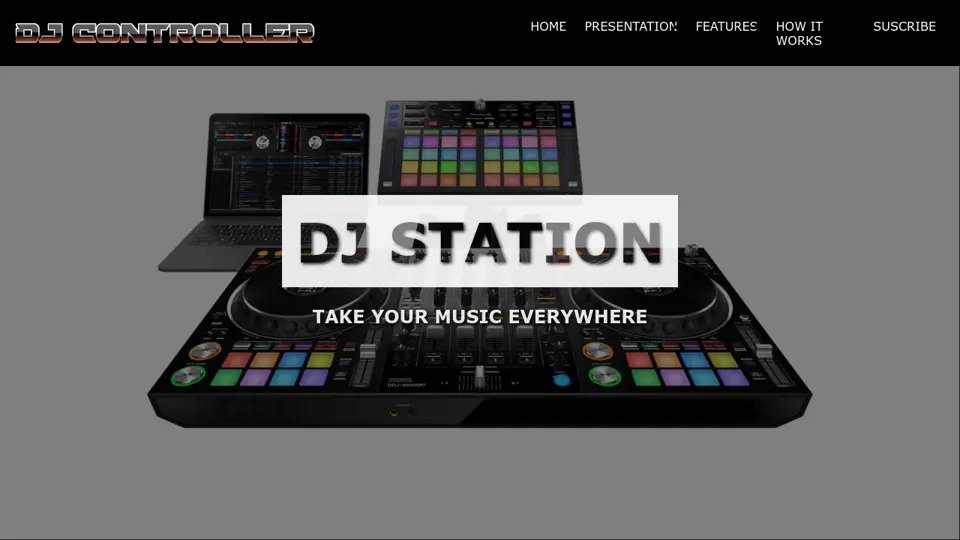 DJ CONTROLLER
HOME
PRESENTATION
FEATURES
HOW IT
WORKS
SUSCRIBE
DJ STATION
TAKE YOUR MUSIC EVERYWHERE